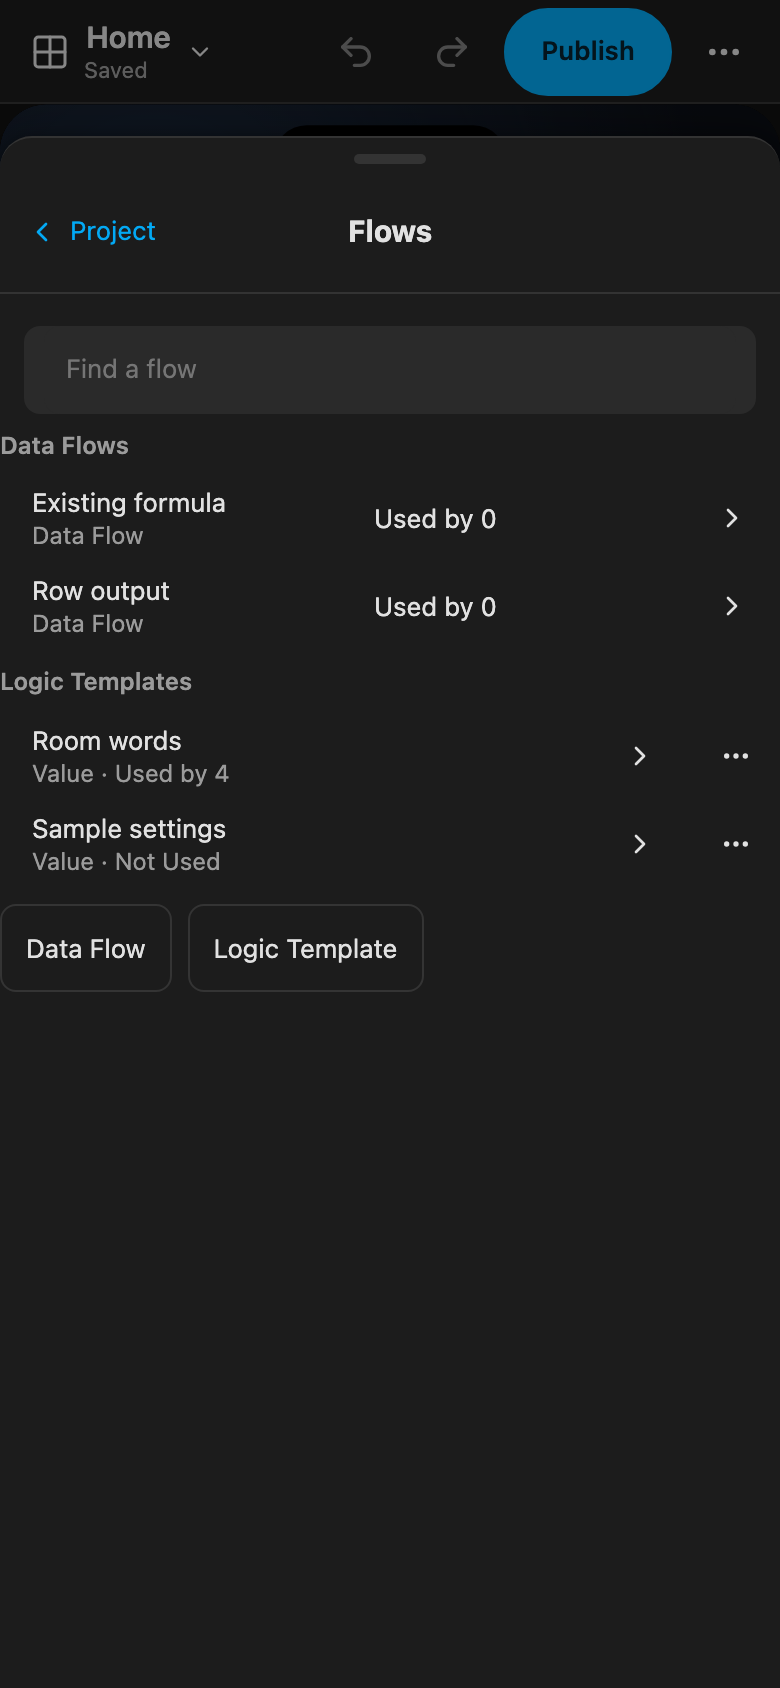 Home
Saved
Publish
Project
Flows
Find a flow
Data Flows
Existing formula
Data Flow
Used by 0
Row output
Data Flow
Used by 0
Logic Templates
Room words
Value · Used by 4
Sample settings
Value · Not Used
Data Flow
Logic Template